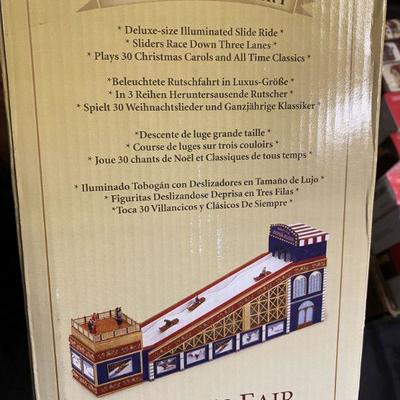 * Deluxe-size Illuminated Slide Ride *
* Sliders Race Down Three Lanes *
* Plays 30 Christmas Carols and All Time Classics *
* Beleuchtete Rutschfahrt in Luxus-Größe *
* In 3 Reihen Heruntersausende Rutscher *
* Spielt 30 Weihnachtslieder und Ganzjährige Klassiker *
* Descente de luge grande taille *
* Course de luges sur trois couloirs *
* Joue 30 chants de Noël et Classiques de tous temps *
* Iluminado Tobogán con Deslizadores en Tamaño de Lujo *
* Figuritas Deslizandose Deprisa en Tres Filas *
* Toca 30 Villancicos y Clásicos De Siempre *
FAIR